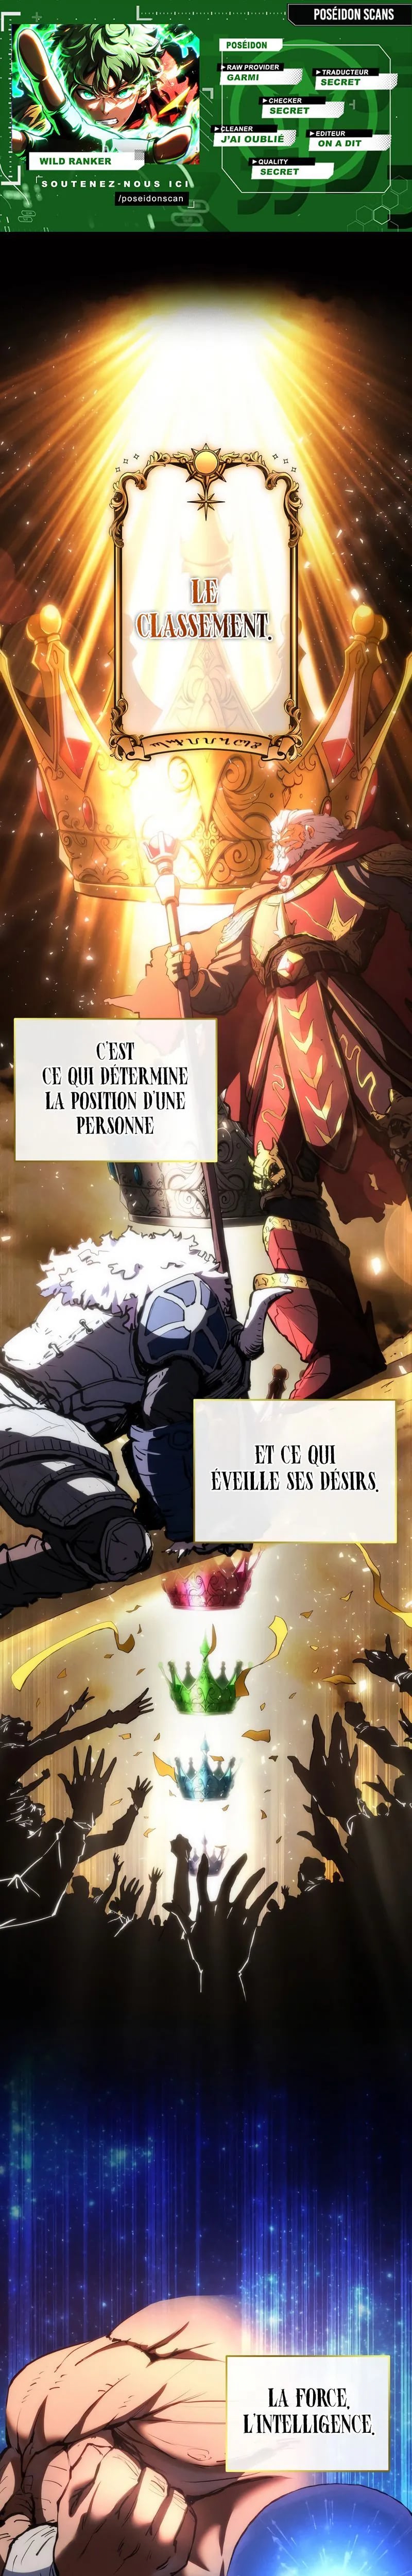 POSÉIDON SCANS
POSÉIDON
RAW PROVIDER
GARMI
TRADUCTEUR
SECRET
CHECKER
SECRET
CLEANER
J'AI OUBLIÉ
EDITEUR
ON A DIT
QUALITY
SECRET
WILD RANKER
SOUTENEZ-NOUS ICI
/poseidonscan
LE
CLASSEMENT.
C'EST
CE QUI DÉTERMINE
LA POSITION D'UNE
PERSONNE
ET CE QUI
ÉVEILLE SES DÉSIRS.
LA FORCE,
L'INTELLIGENCE,